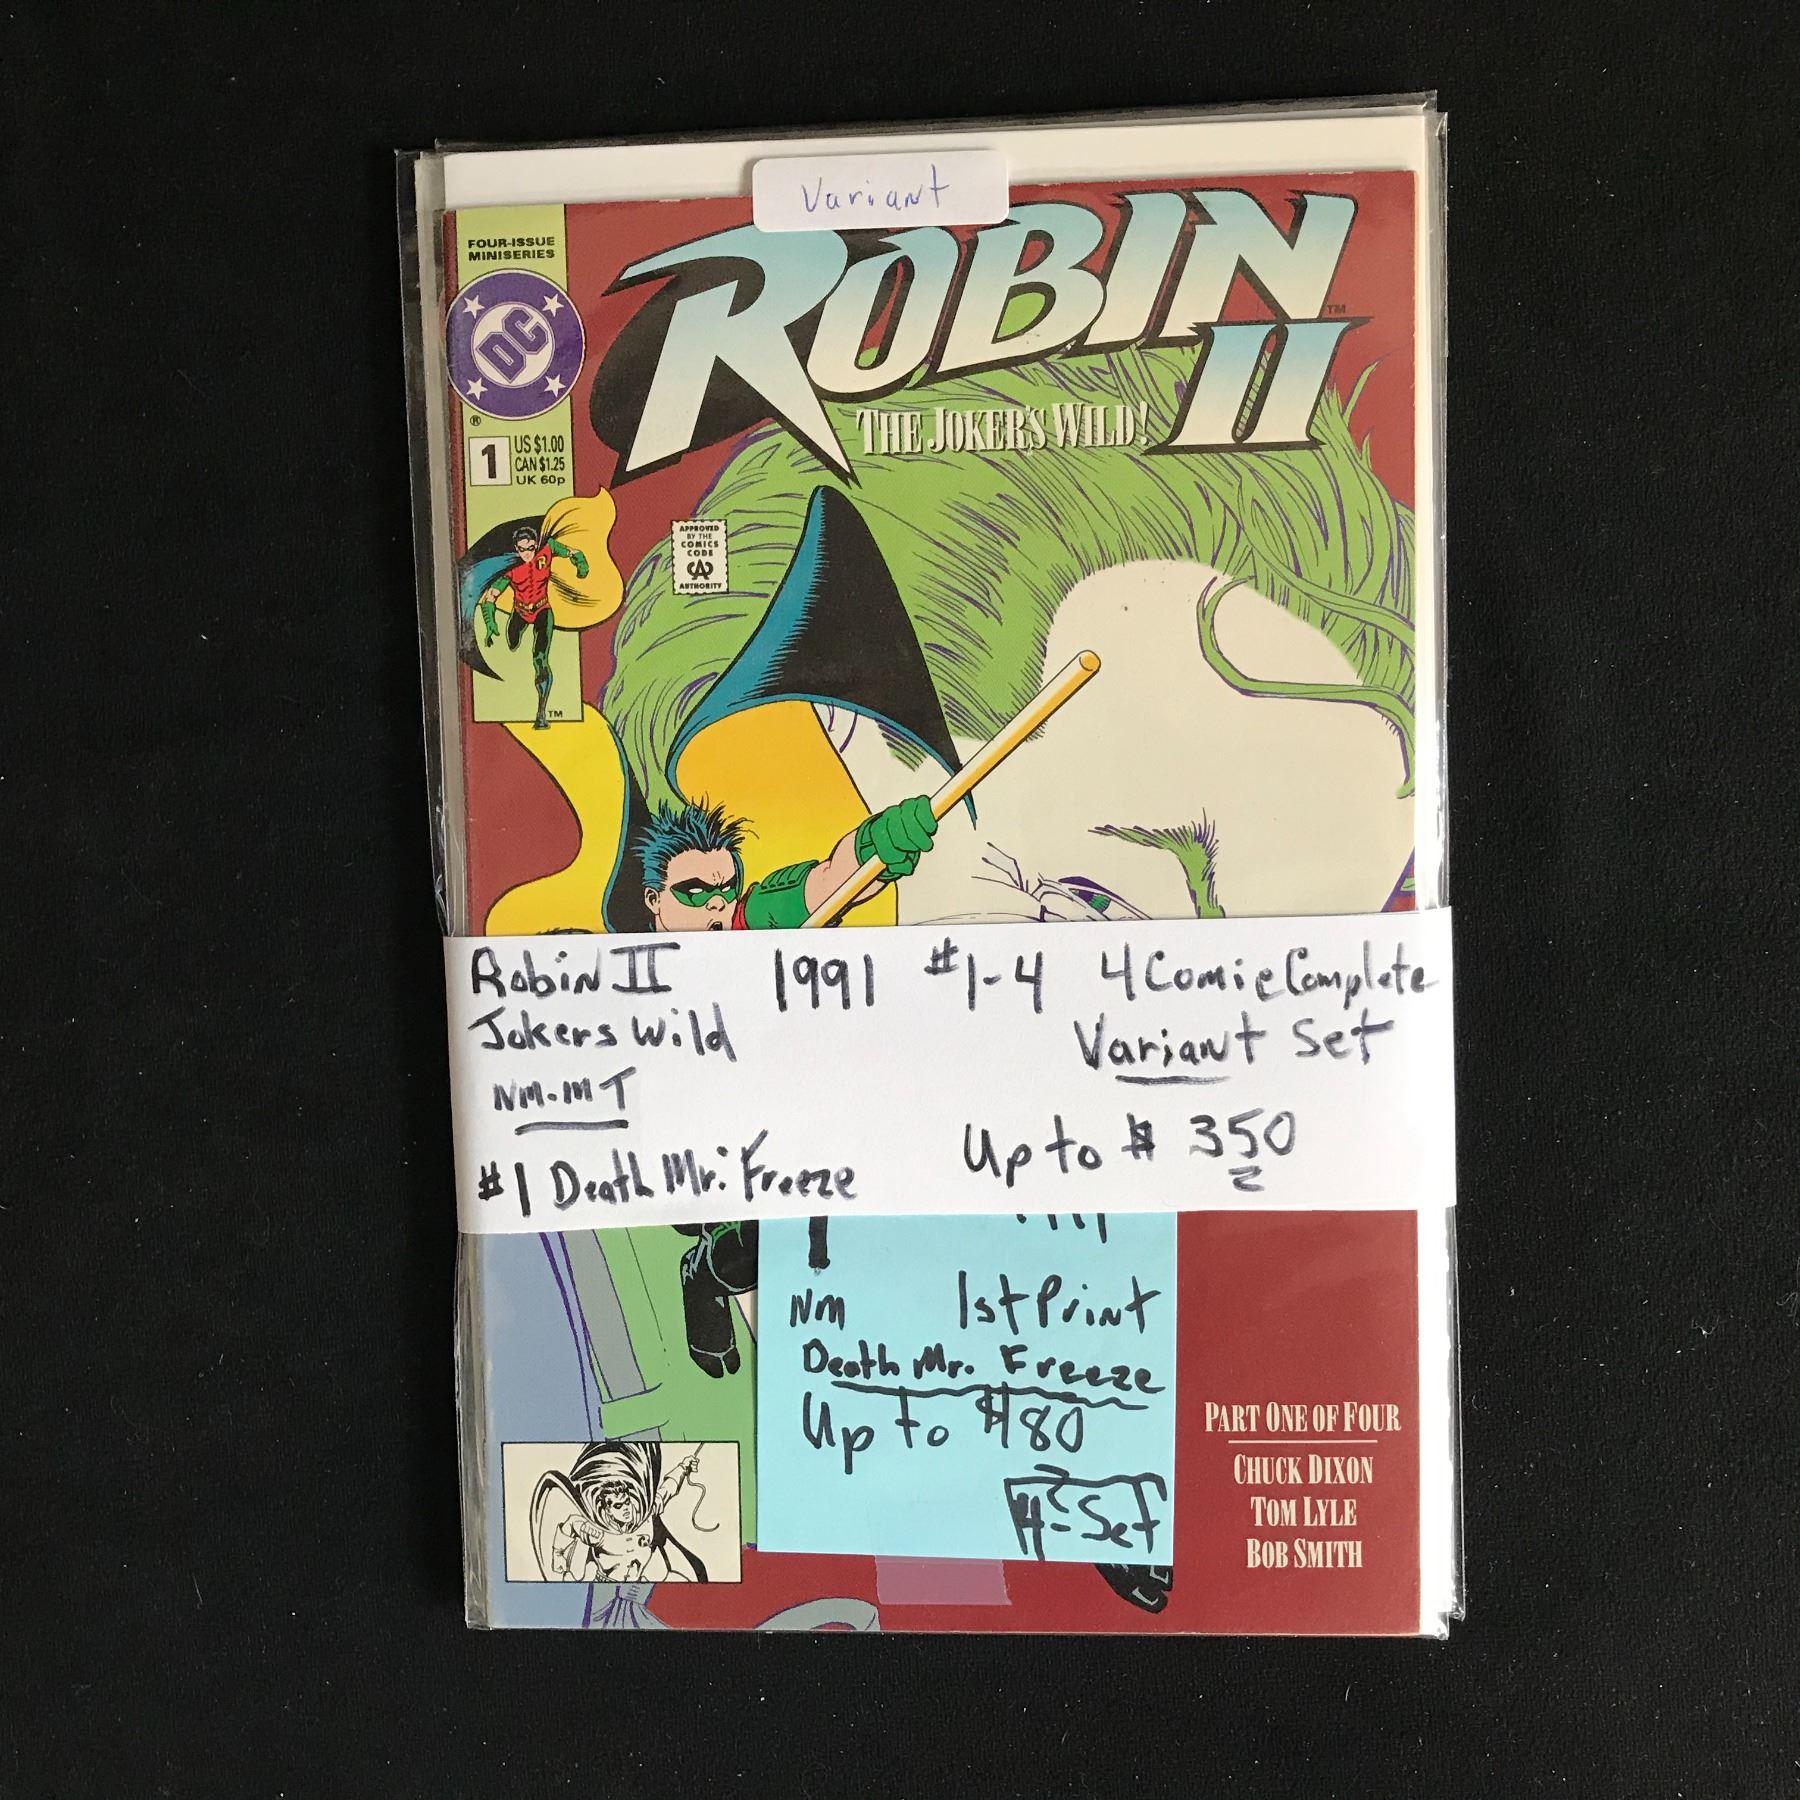 Variant
FOUR-ISSUE
MINISERIES
DC
®
1
US $1.00
CAN $1.25
UK 60p
ROBIN
II
TM
THE JOKER'S WILD!
APPROVED
BY THE
COMICS
CODE
CA
AUTHORITY
R
TM
Robin II 1991 #1-4 4 Comic Complete
Jokers Wild Variant Set
NM-MT
Up to $ 350
#1 Death Mr. Freeze
NM 1st Print
Death Mr. Freeze
Up to $80
4-Set
PART ONE OF FOUR
CHUCK DIXON
TOM LYLE
BOB SMITH